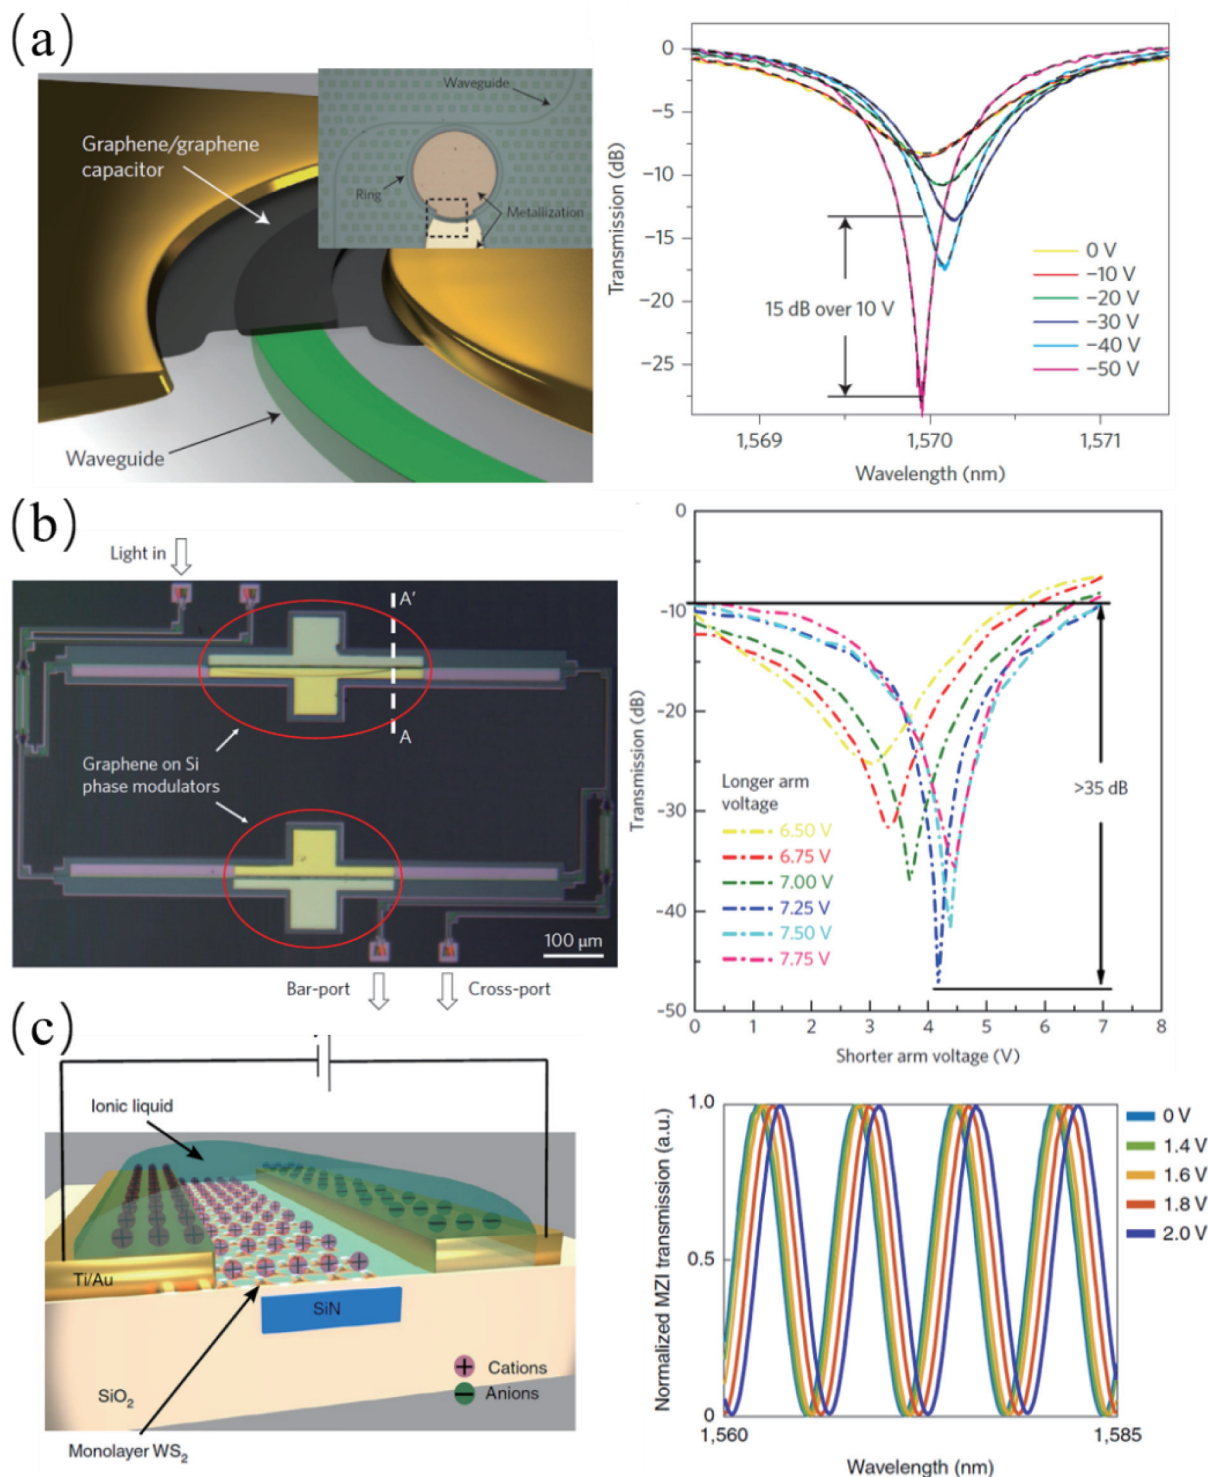 (a)
Graphene/graphene
capacitor
Waveguide
Waveguide
Ring
Metallization
Transmission (dB)
0
−5
−10
−15
−20
−25
15 dB over 10 V
0 V
−10 V
−20 V
−30 V
−40 V
−50 V
1,569
1,570
1,571
Wavelength (nm)
(b)
Light in
A'
A
Graphene on Si
phase modulators
100 µm
Bar-port
Cross-port
Transmission (dB)
0
-10
-20
-30
-40
-50
>35 dB
Longer arm
voltage
6.50 V
6.75 V
7.00 V
7.25 V
7.50 V
7.75 V
0
1
2
3
4
5
6
7
8
Shorter arm voltage (V)
(c)
Ionic liquid
Ti/Au
SiN
SiO2
Cations
Anions
Monolayer WS2
Normalized MZI transmission (a.u.)
1.0
0.5
0
0 V
1.4 V
1.6 V
1.8 V
2.0 V
1,560
1,585
Wavelength (nm)